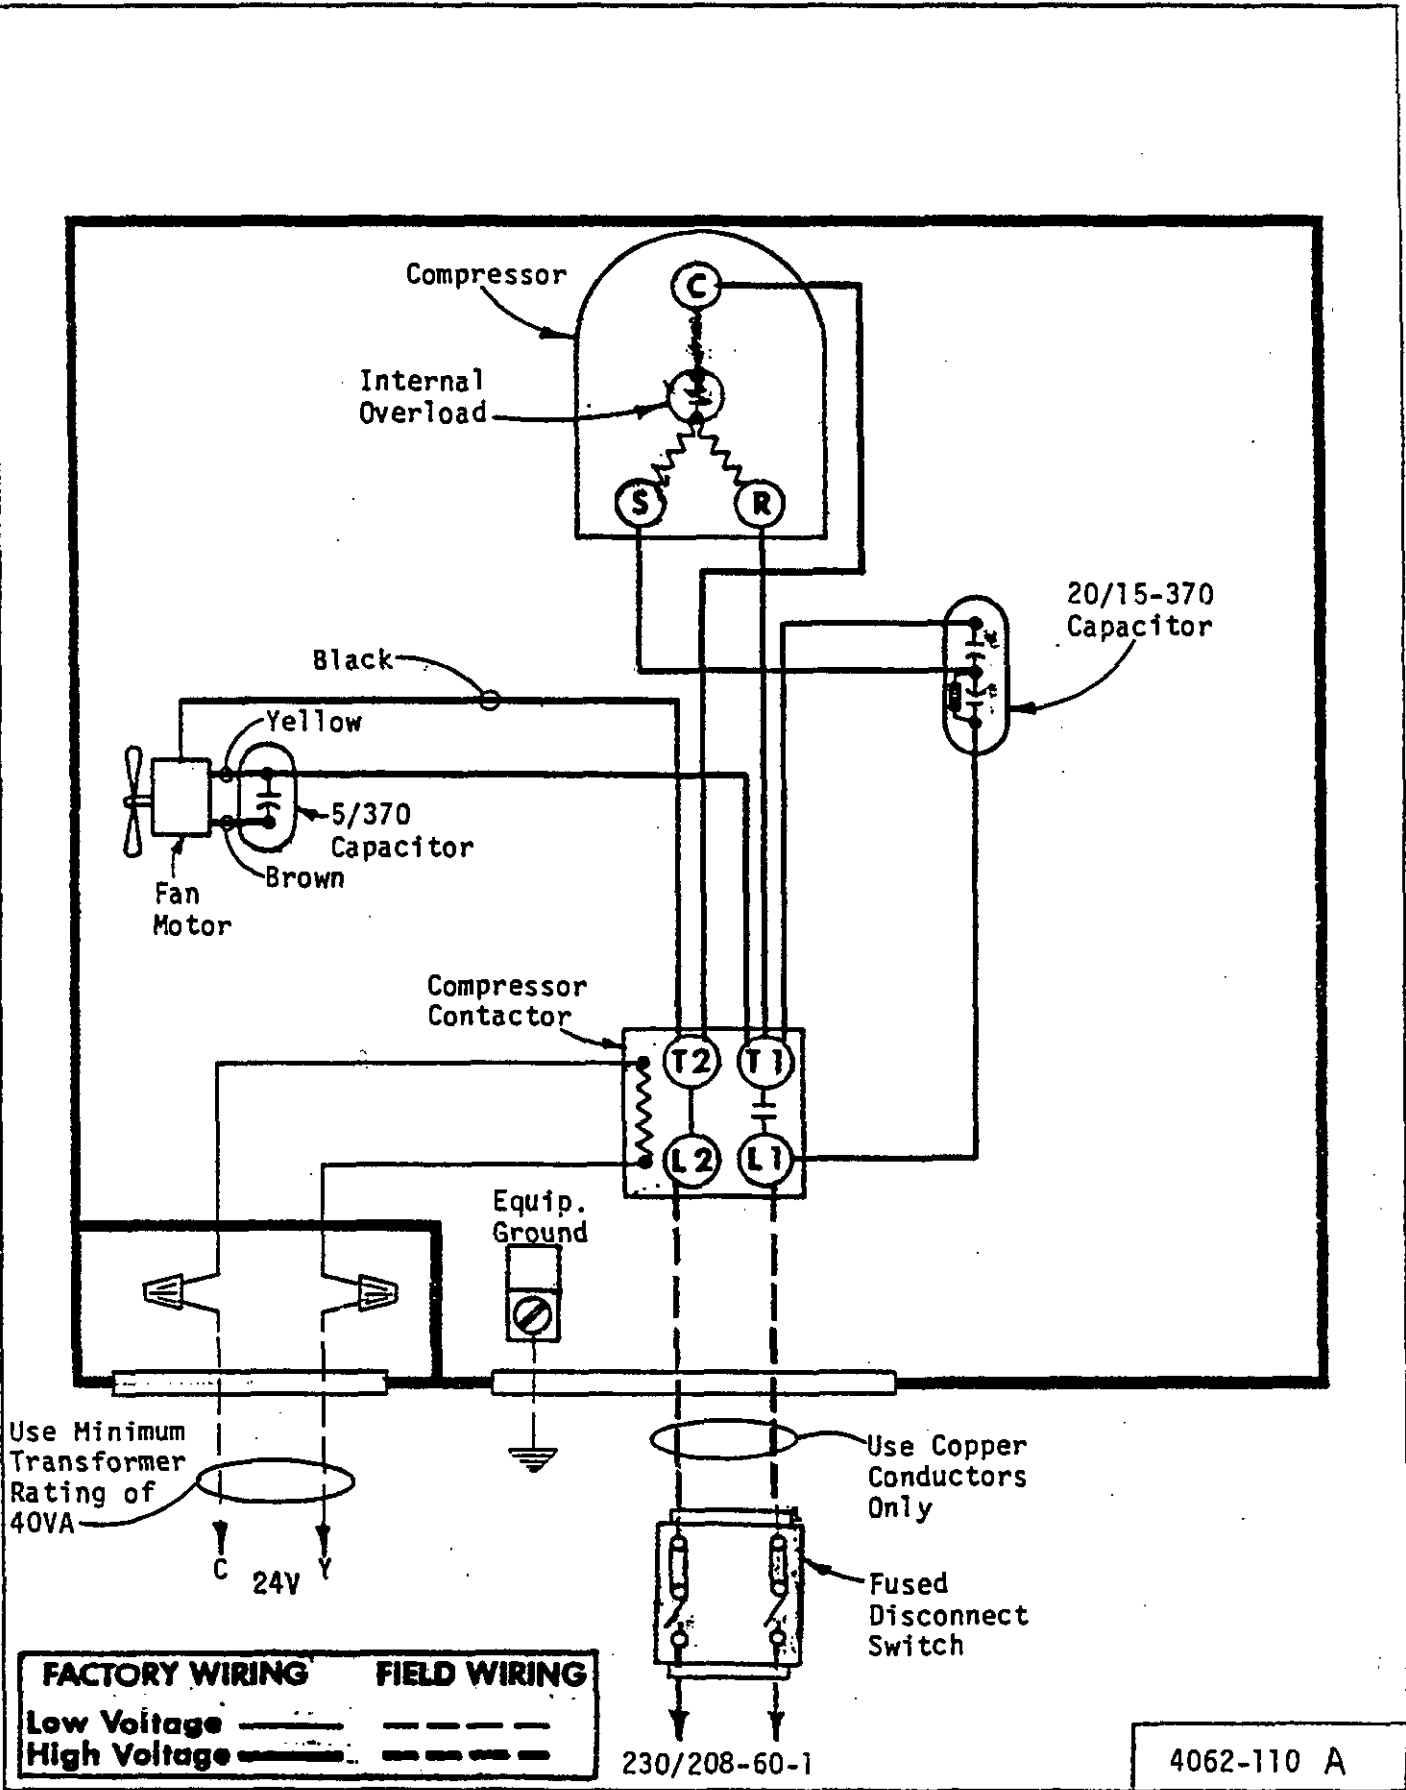 Compressor
C
Internal
Overload
S
R
20/15-370
Capacitor
Black
Yellow
5/370
Capacitor
Brown
Fan
Motor
Compressor
Contactor
T2
T1
L2
L1
Equip.
Ground
Use Minimum
Transformer
Rating of
40VA
C
24V
Y
Use Copper
Conductors
Only
Fused
Disconnect
Switch
230/208-60-1
FACTORY WIRING FIELD WIRING
Low Voltage
High Voltage
4062-110 A